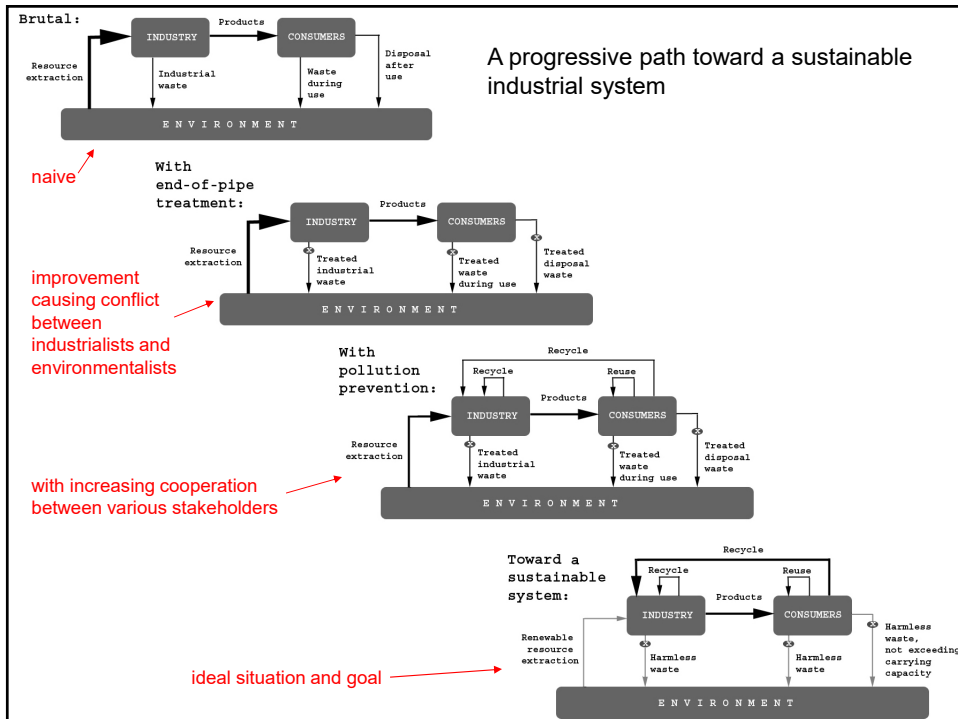 Brutal:
Products
INDUSTRY
CONSUMERS
Resource
extraction
Industrial
waste
Waste
during
use
Disposal
after
use
ENVIRONMENT
A progressive path toward a sustainable
industrial system
naive
With
end-of-pipe
treatment:
Products
INDUSTRY
CONSUMERS
Resource
extraction
x
Treated
industrial
waste
x
Treated
waste
during use
x
Treated
disposal
waste
ENVIRONMENT
improvement
causing conflict
between
industrialists and
environmentalists
With
pollution
prevention:
Recycle
Recycle
Reuse
Products
INDUSTRY
CONSUMERS
Resource
extraction
x
Treated
industrial
waste
x
Treated
waste
during use
x
Treated
disposal
waste
ENVIRONMENT
with increasing cooperation
between various stakeholders
Toward a
sustainable
system:
Recycle
Recycle
Reuse
Products
INDUSTRY
CONSUMERS
Renewable
resource
extraction
x
Harmless
waste
x
Harmless
waste
x
Harmless
waste,
not exceeding
carrying
capacity
ENVIRONMENT
ideal situation and goal